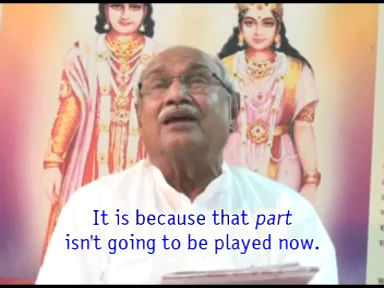 It is because that part
isn't going to be played now.